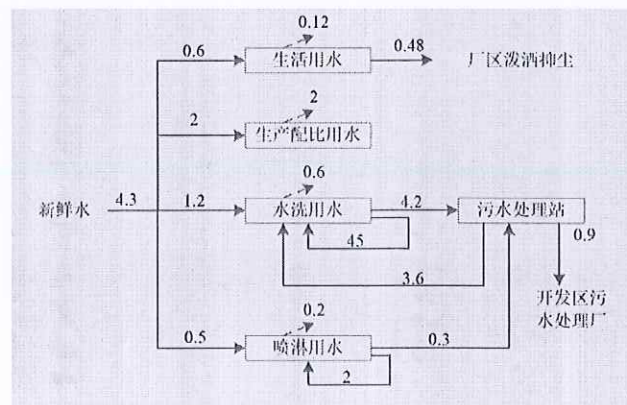 0.12
0.6
生活用水
0.48
厂区泼洒抑尘
2
2
生产配比用水
0.6
新鲜水
4.3
1.2
水洗用水
4.2
污水处理站
45
0.9
3.6
开发区污
水处理厂
0.2
0.5
喷淋用水
0.3
2